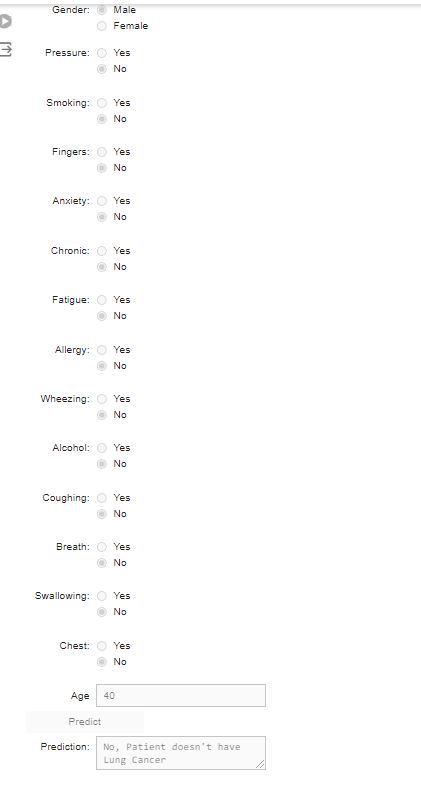 Gender: Male
Female
Pressure: Yes
No
Smoking: Yes
No
Fingers: Yes
No
Anxiety: Yes
No
Chronic: Yes
No
Fatigue: Yes
No
Allergy: Yes
No
Wheezing: Yes
No
Alcohol: Yes
No
Coughing: Yes
No
Breath: Yes
No
Swallowing: Yes
No
Chest: Yes
No
Age 40
Predict
Prediction: No, Patient doesn't have
Lung Cancer